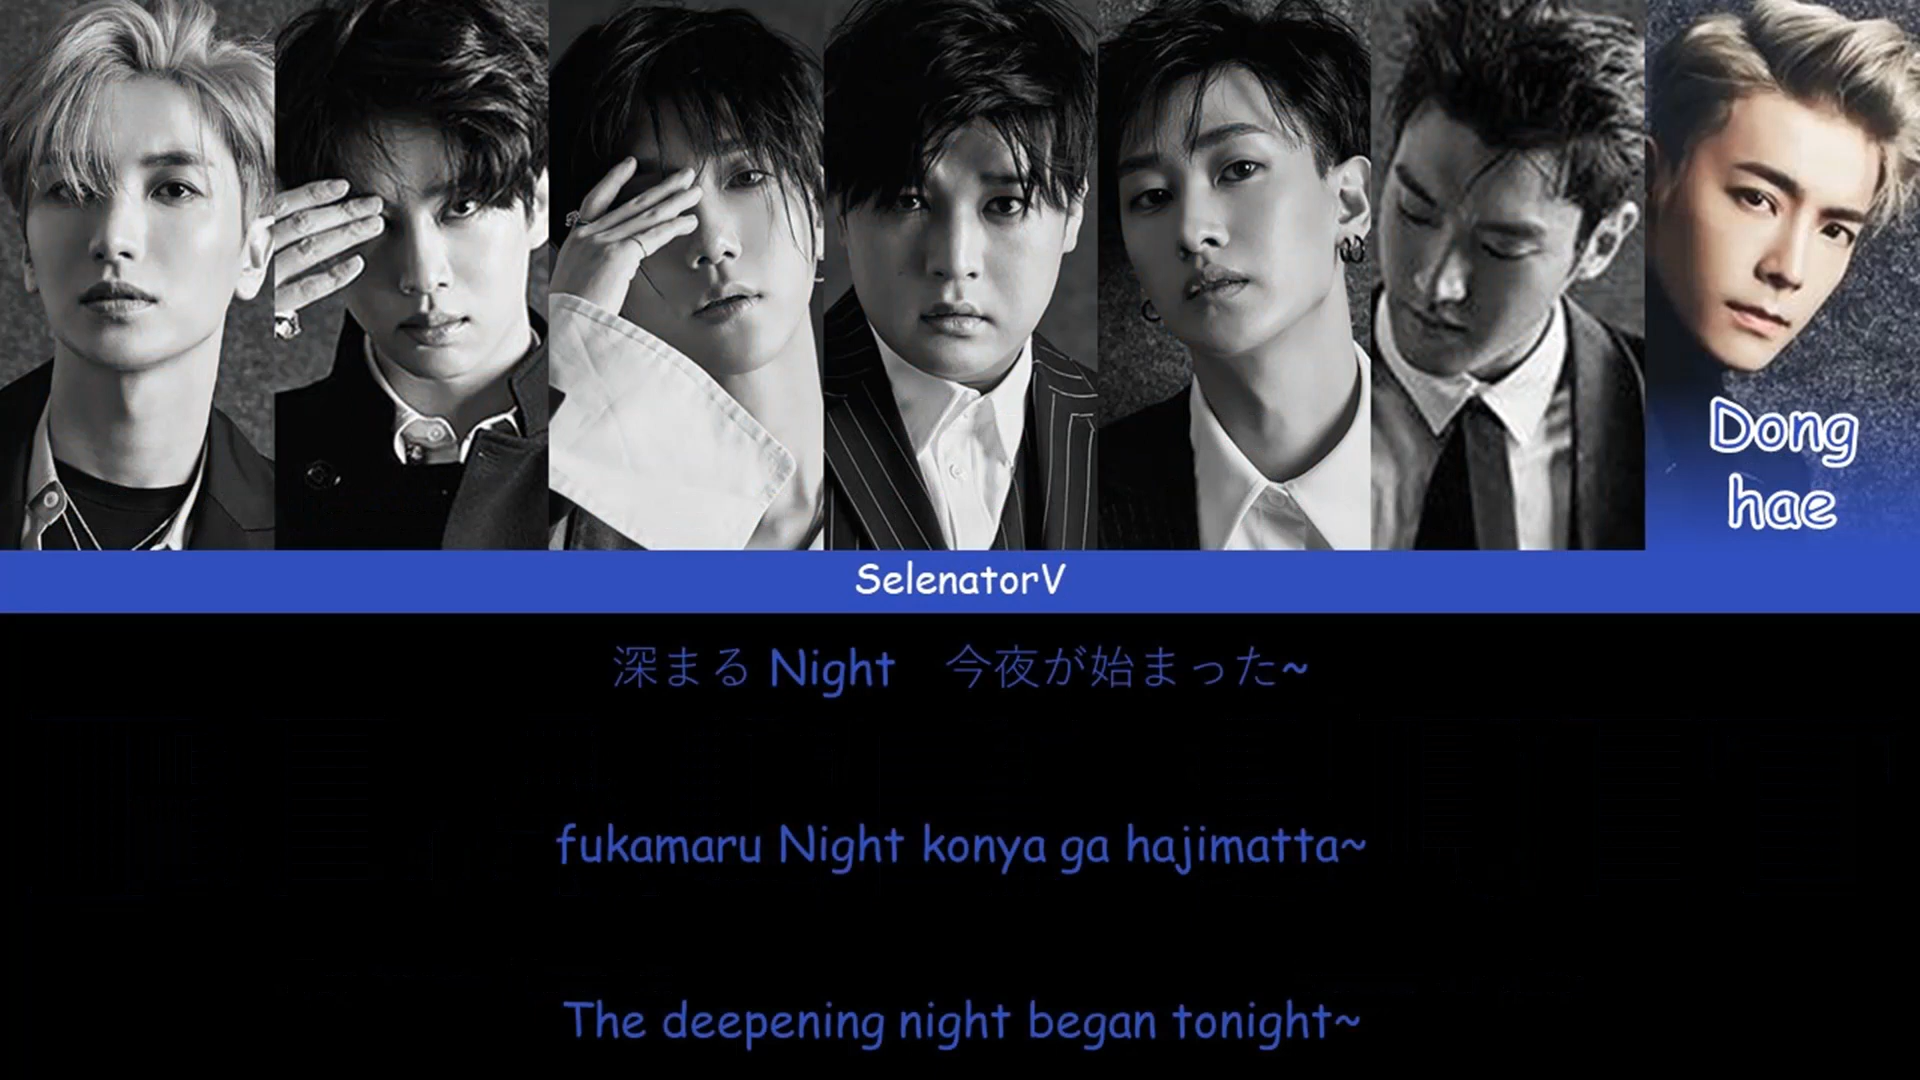 Dong
hae
SelenatorV
深まる Night　今夜が始まった~
fukamaru Night konya ga hajimatta~
The deepening night began tonight~